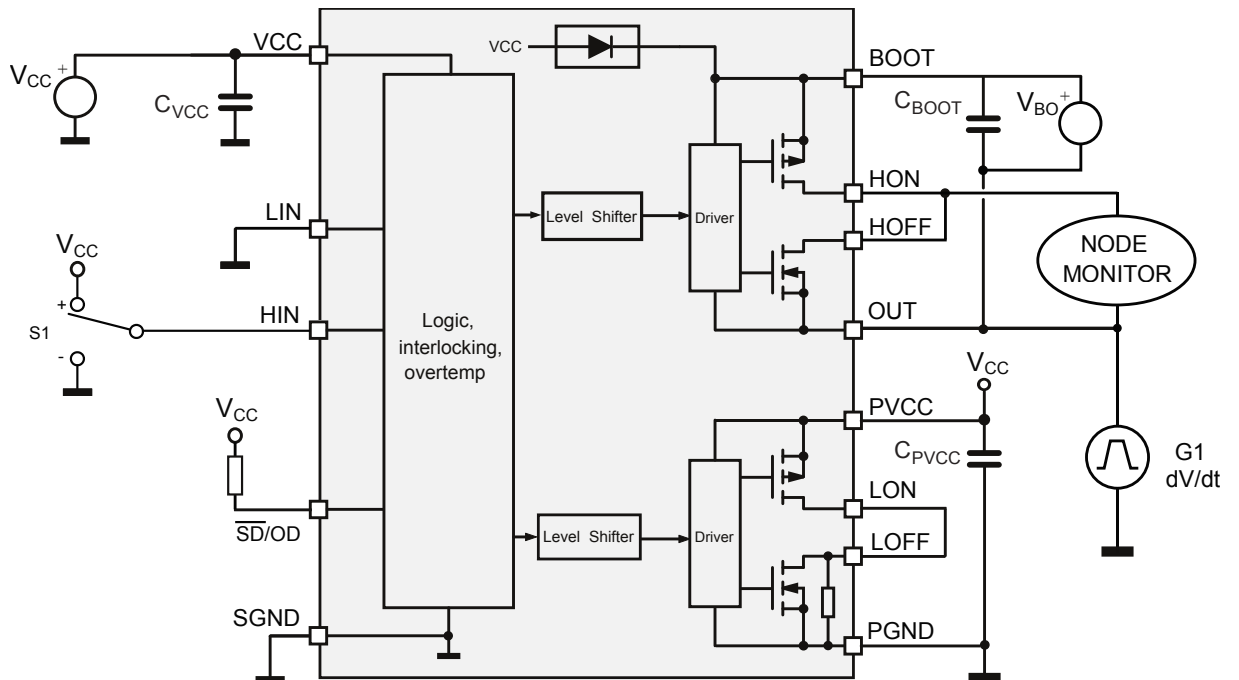 VCC
VCC
BOOT
VCC +
CVCC
CBOOT
VBO+
HON
LIN
Level Shifter
Driver
HOFF
NODE
MONITOR
VCC
+
HIN
OUT
S1
-
Logic,
interlocking,
overtemp
VCC
PVCC
VCC
CPVCC
G1
dV/dt
LON
SD/OD
Level Shifter
Driver
LOFF
SGND
PGND